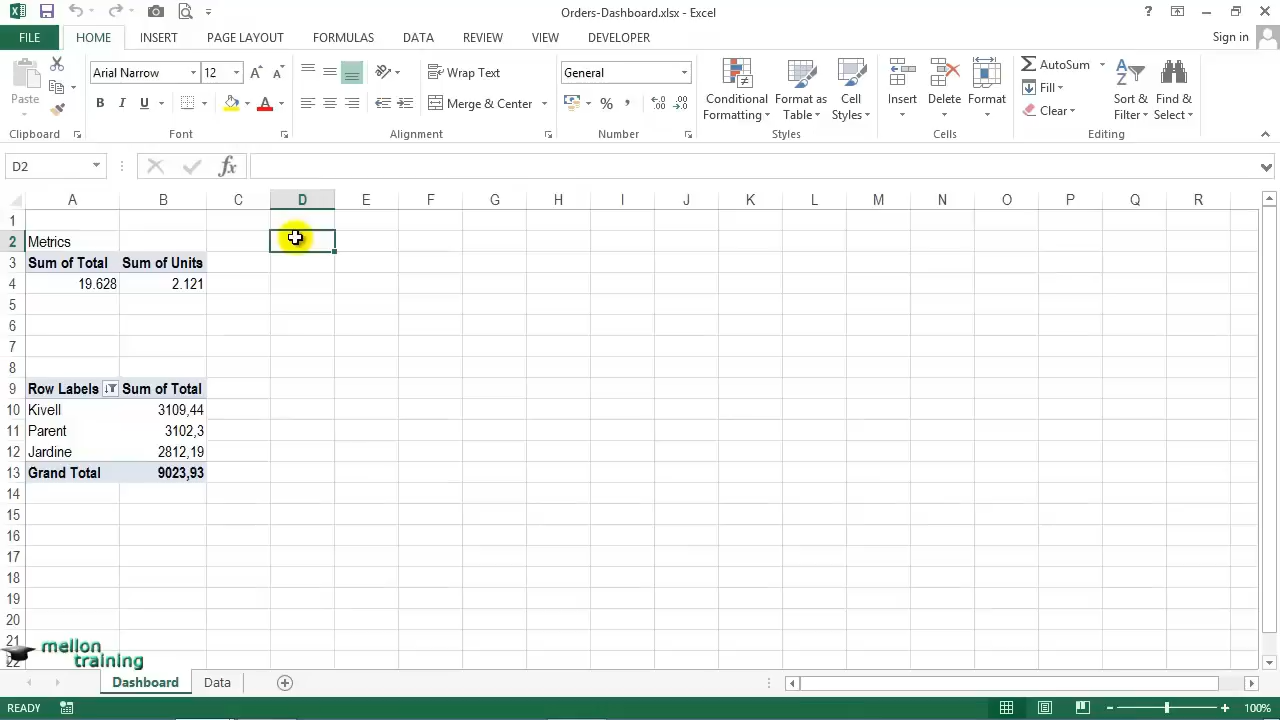 Orders-Dashboard.xlsx - Excel
?
FILE HOME INSERT PAGE LAYOUT FORMULAS DATA REVIEW VIEW DEVELOPER Sign in
Paste
Clipboard
Arial Narrow 12
B I U A
Font
Wrap Text
Merge & Center
Alignment
General
% ,
Number
Conditional Formatting
Format as Table
Cell Styles
Styles
Insert Delete Format
Cells
AutoSum
Fill
Clear
Sort & Filter
Find & Select
Editing
D2 fx
A B C D E F G H I J K L M N O P Q R
1
2 Metrics
3 Sum of Total Sum of Units
4 19.628 2.121
5
6
7
8
9 Row Labels Sum of Total
10 Kivell 3109,44
11 Parent 3102,3
12 Jardine 2812,19
13 Grand Total 9023,93
14
15
16
17
18
19
20
21
22
mellon
training
Dashboard Data
READY 100%